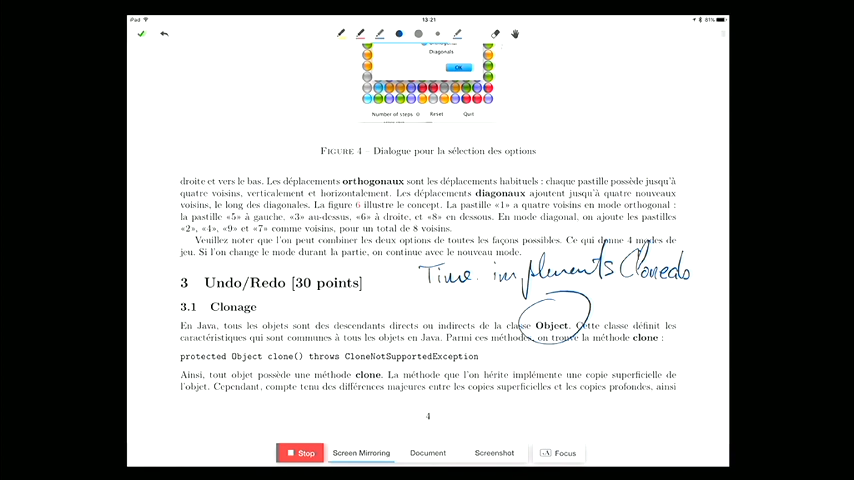 iPad
13:21
61%
Diagonals
OK
Number of steps : 0 Reset Quit
FIGURE 4 – Dialogue pour la sélection des options
droite et vers le bas. Les déplacements orthogonaux sont les déplacements habituels : chaque pastille possède jusqu'à
quatre voisins, verticalement et horizontalement. Les déplacements diagonaux ajoutent jusqu'à quatre nouveaux
voisins, le long des diagonales. La figure 6 illustre le concept. La pastille «1» a quatre voisins en mode orthogonal :
la pastille «5» à gauche, «3» au-dessus, «6» à droite, et «8» en dessous. En mode diagonal, on ajoute les pastilles
«2», «4», «9» et «7» comme voisins, pour un total de 8 voisins.
Veuillez noter que l'on peut combiner les deux options de toutes les façons possibles. Ce qui donne 4 modes de
jeu. Si l'on change le mode durant la partie, on continue avec le nouveau mode.
Time implements
3 Undo/Redo [30 points]
3.1 Clonage
En Java, tous les objets sont des descendants directs ou indirects de la classe Object. Cette classe définit les
caractéristiques qui sont communes à tous les objets en Java. Parmi ces méthodes, on trouve la méthode clone :
protected Object clone() throws CloneNotSupportedException
Ainsi, tout objet possède une méthode clone. La méthode que l'on hérite implémente une copie superficielle de
l'objet. Cependant, compte tenu des différences majeures entre les copies superficielles et les copies profondes, ainsi
4
Stop Screen Mirroring Document Screenshot Focus